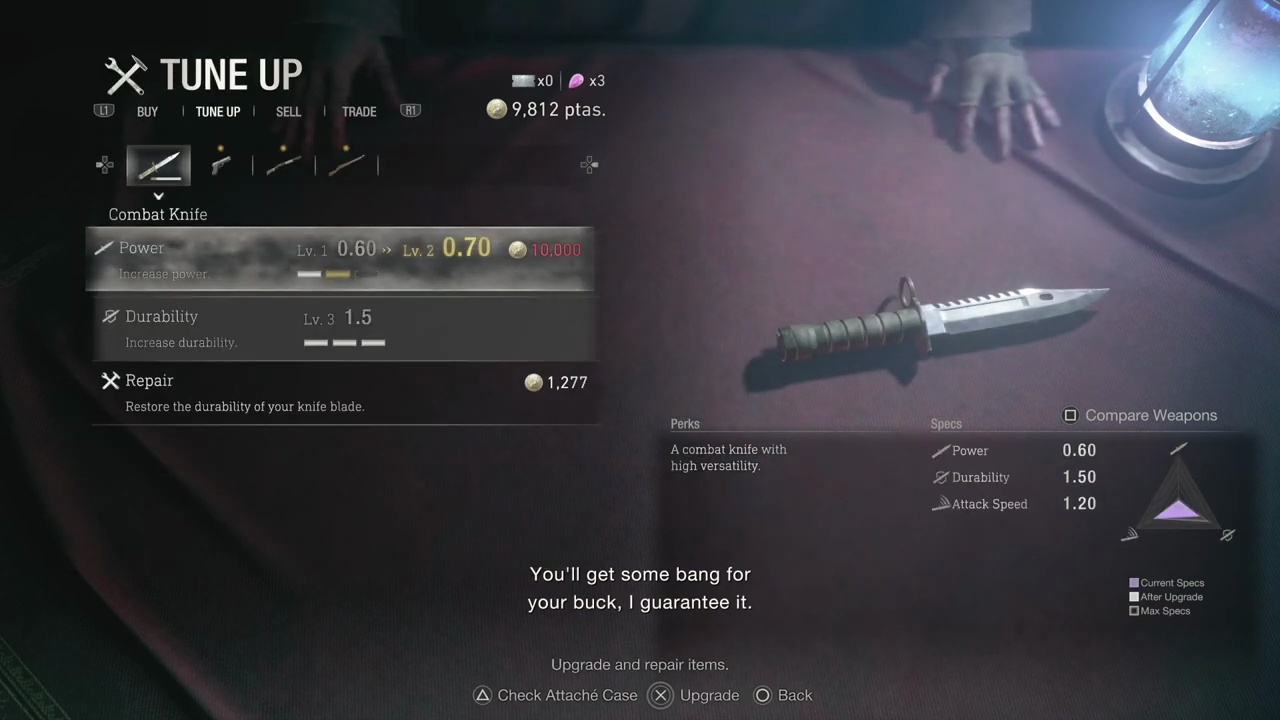 TUNE UP
x0 x3
L1 BUY TUNE UP SELL TRADE R1
9,812 ptas.
Combat Knife
Power Lv. 1 0.60 >> Lv. 2 0.70 10,000
Increase power.
Durability Lv. 3 1.5
Increase durability.
Repair 1,277
Restore the durability of your knife blade.
Compare Weapons
Perks
A combat knife with
high versatility.
Specs
Power 0.60
Durability 1.50
Attack Speed 1.20
Current Specs
After Upgrade
Max Specs
You'll get some bang for
your buck, I guarantee it.
Upgrade and repair items.
Check Attaché Case Upgrade Back